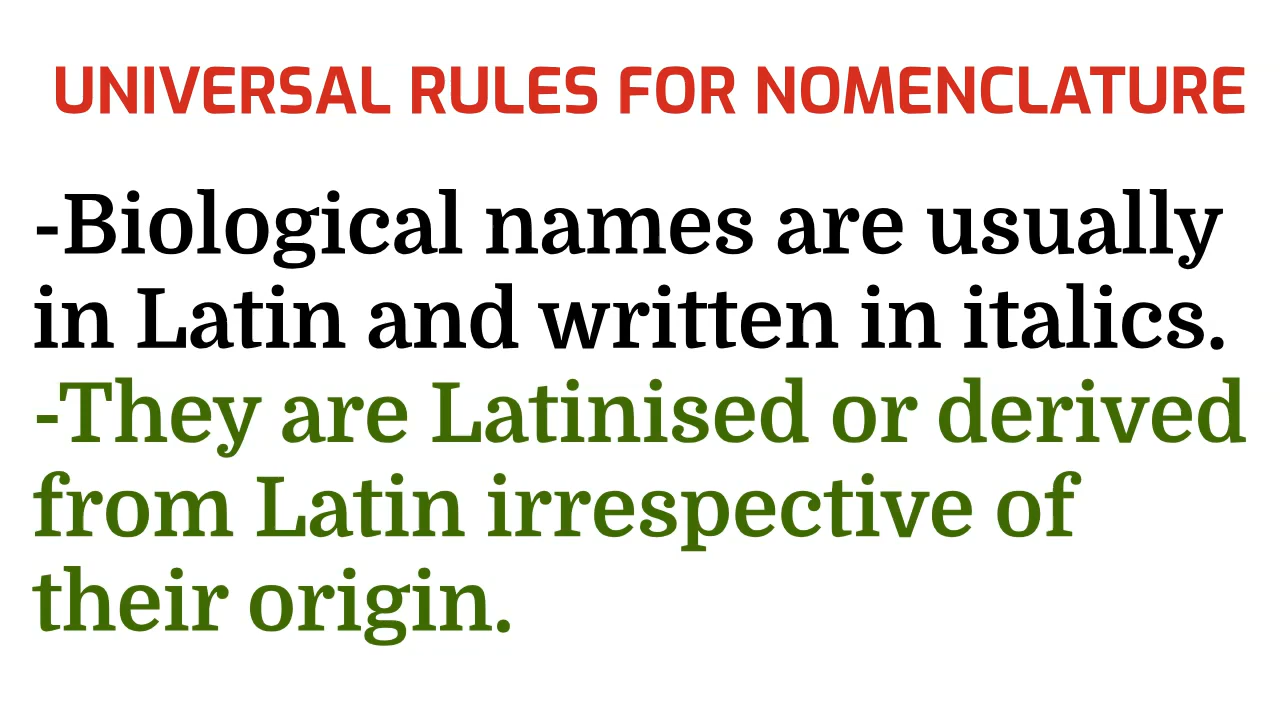 UNIVERSAL RULES FOR NOMENCLATURE
-Biological names are usually
in Latin and written in italics.
-They are Latinised or derived
from Latin irrespective of
their origin.